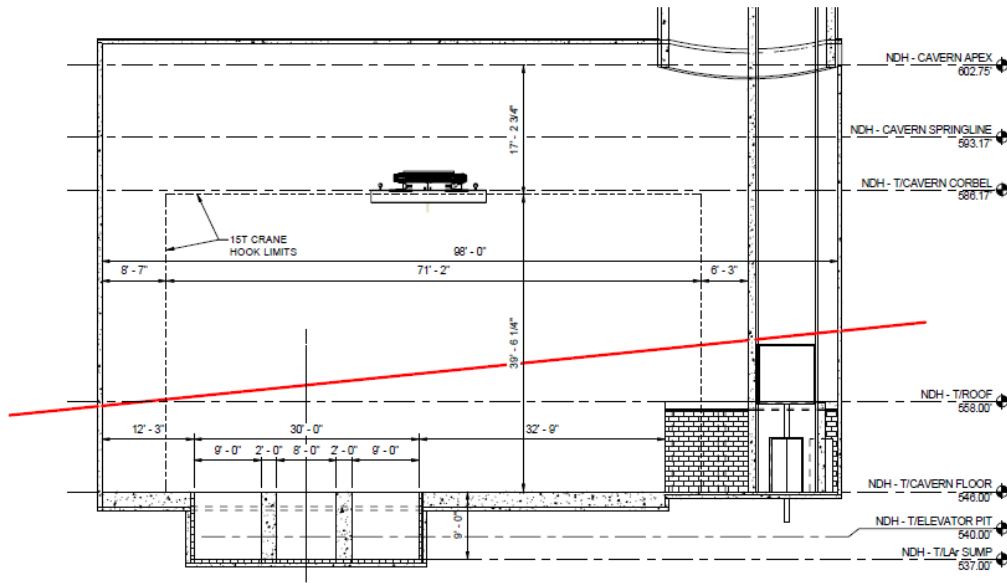 NDH - CAVERN APEX
602.75'
17' - 2 3/4"
NDH - CAVERN SPRINGLINE
593.17'
NDH - T/CAVERN CORBEL
586.17'
15T CRANE
HOOK LIMITS
98' - 0"
8' - 7"
71' - 2"
6' - 3"
39' - 6 1/4"
NDH - T/ROOF
558.00'
12' - 3"
30' - 0"
32' - 9"
9' - 0"
2' - 0"
8' - 0"
2' - 0"
9' - 0"
NDH - T/CAVERN FLOOR
546.00'
9' - 0"
NDH - T/ELEVATOR PIT
540.00'
NDH - T/LAr SUMP
537.00'